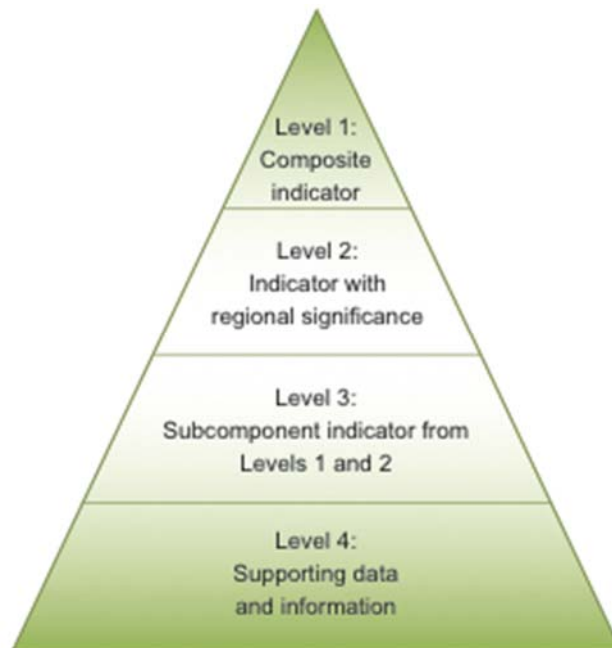 Level 1:
Composite
indicator
Level 2:
Indicator with
regional significance
Level 3:
Subcomponent indicator from
Levels 1 and 2
Level 4:
Supporting data
and information